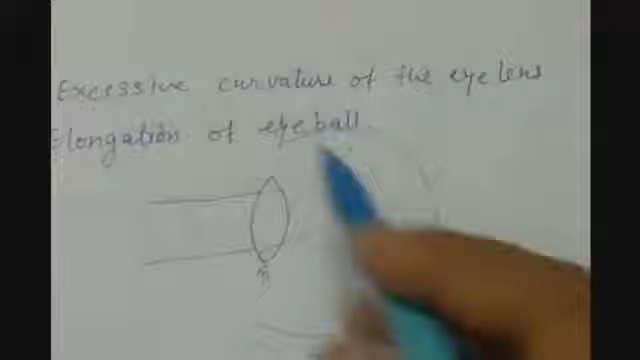 Excessive curvature of the eye lens
Elongation of eyeball.